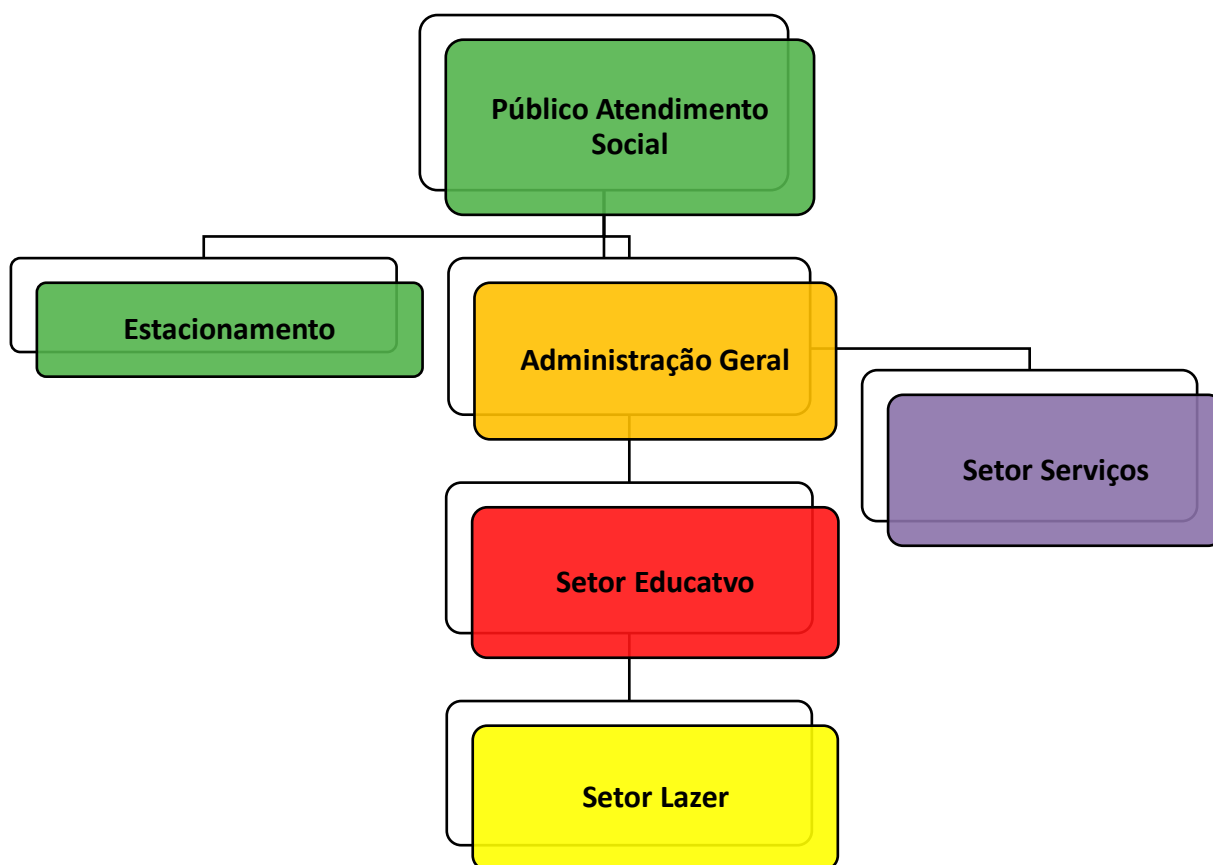 Público Atendimento
Social
Estacionamento
Administração Geral
Setor Serviços
Setor Educatvo
Setor Lazer